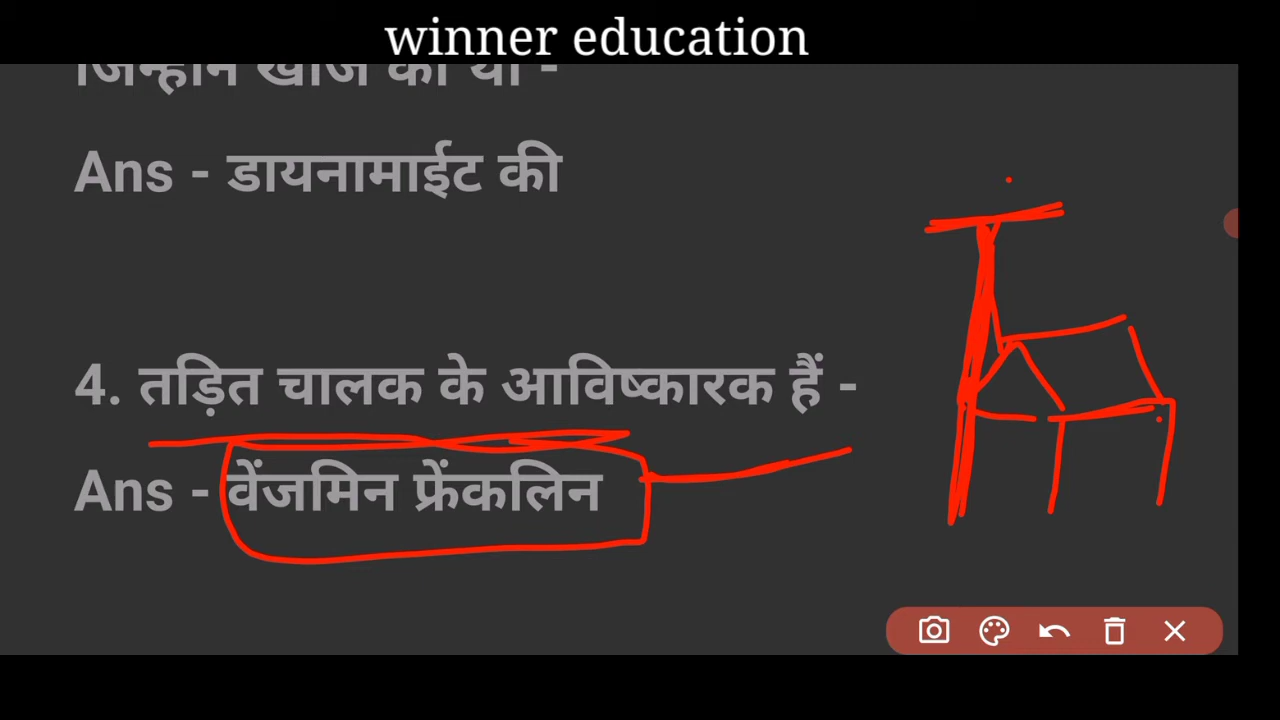 winner education
जिन्होंने खोज की थी -
Ans - डायनामाईट की
4. तड़ित चालक के आविष्कारक हैं -
Ans - वेंजमिन फ्रेंकलिन